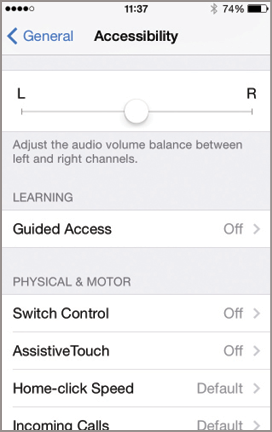 11:37 74%
General Accessibility
L R
Adjust the audio volume balance between
left and right channels.
LEARNING
Guided Access Off
PHYSICAL & MOTOR
Switch Control Off
AssistiveTouch Off
Home-click Speed Default
Incoming Calls Default